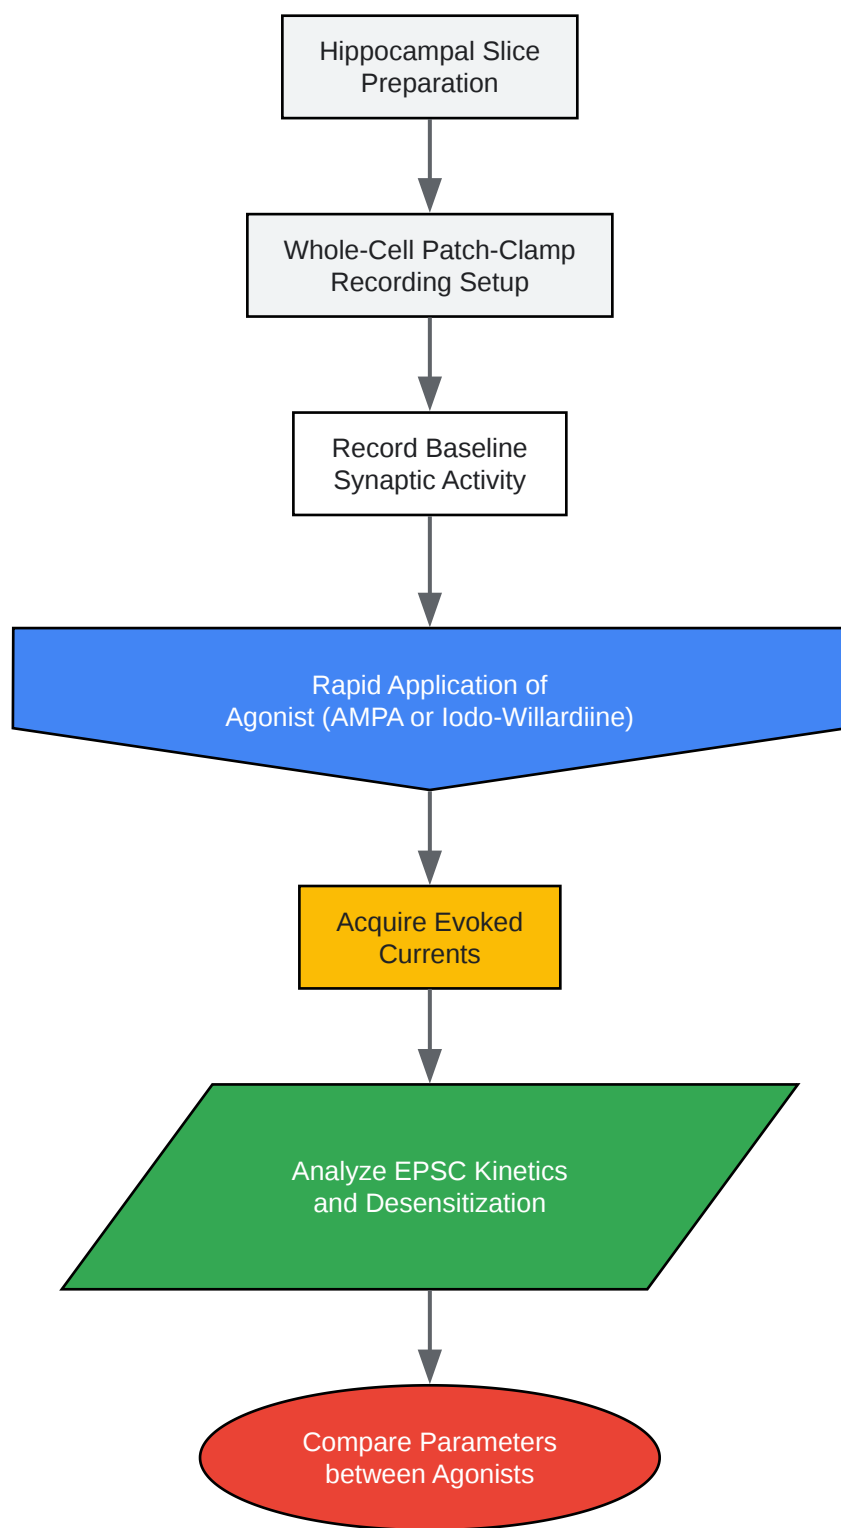 Hippocampal Slice
Preparation
Whole-Cell Patch-Clamp
Recording Setup
Record Baseline
Synaptic Activity
Rapid Application of
Agonist (AMPA or Iodo-Willardiine)
Acquire Evoked
Currents
Analyze EPSC Kinetics
and Desensitization
Compare Parameters
between Agonists